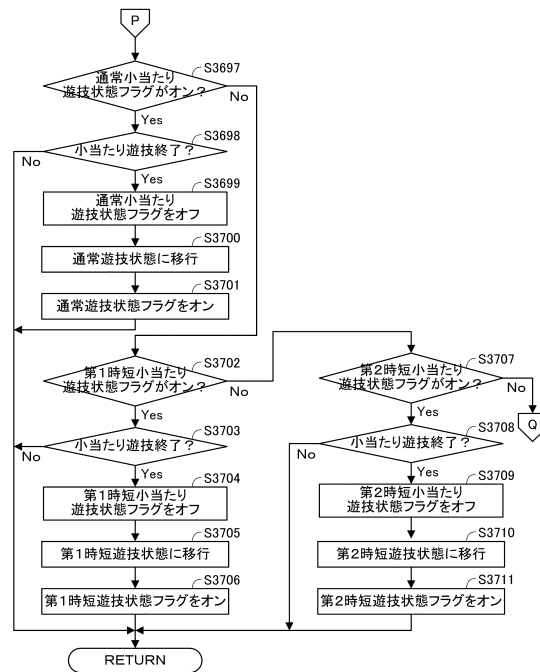 P
S3697
通常小当たり
遊技状態フラグがオン?
No
Yes
S3698
小当たり遊技終了?
No
Yes
S3699
通常小当たり
遊技状態フラグをオフ
S3700
通常遊技状態に移行
S3701
通常遊技状態フラグをオン
S3702
第1時短小当たり
遊技状態フラグがオン?
No
Yes
S3703
小当たり遊技終了?
No
Yes
S3704
第1時短小当たり
遊技状態フラグをオフ
S3705
第1時短遊技状態に移行
S3706
第1時短遊技状態フラグをオン
S3707
第2時短小当たり
遊技状態フラグがオン?
No
Yes
Q
S3708
小当たり遊技終了?
No
Yes
S3709
第2時短小当たり
遊技状態フラグをオフ
S3710
第2時短遊技状態に移行
S3711
第2時短遊技状態フラグをオン
RETURN